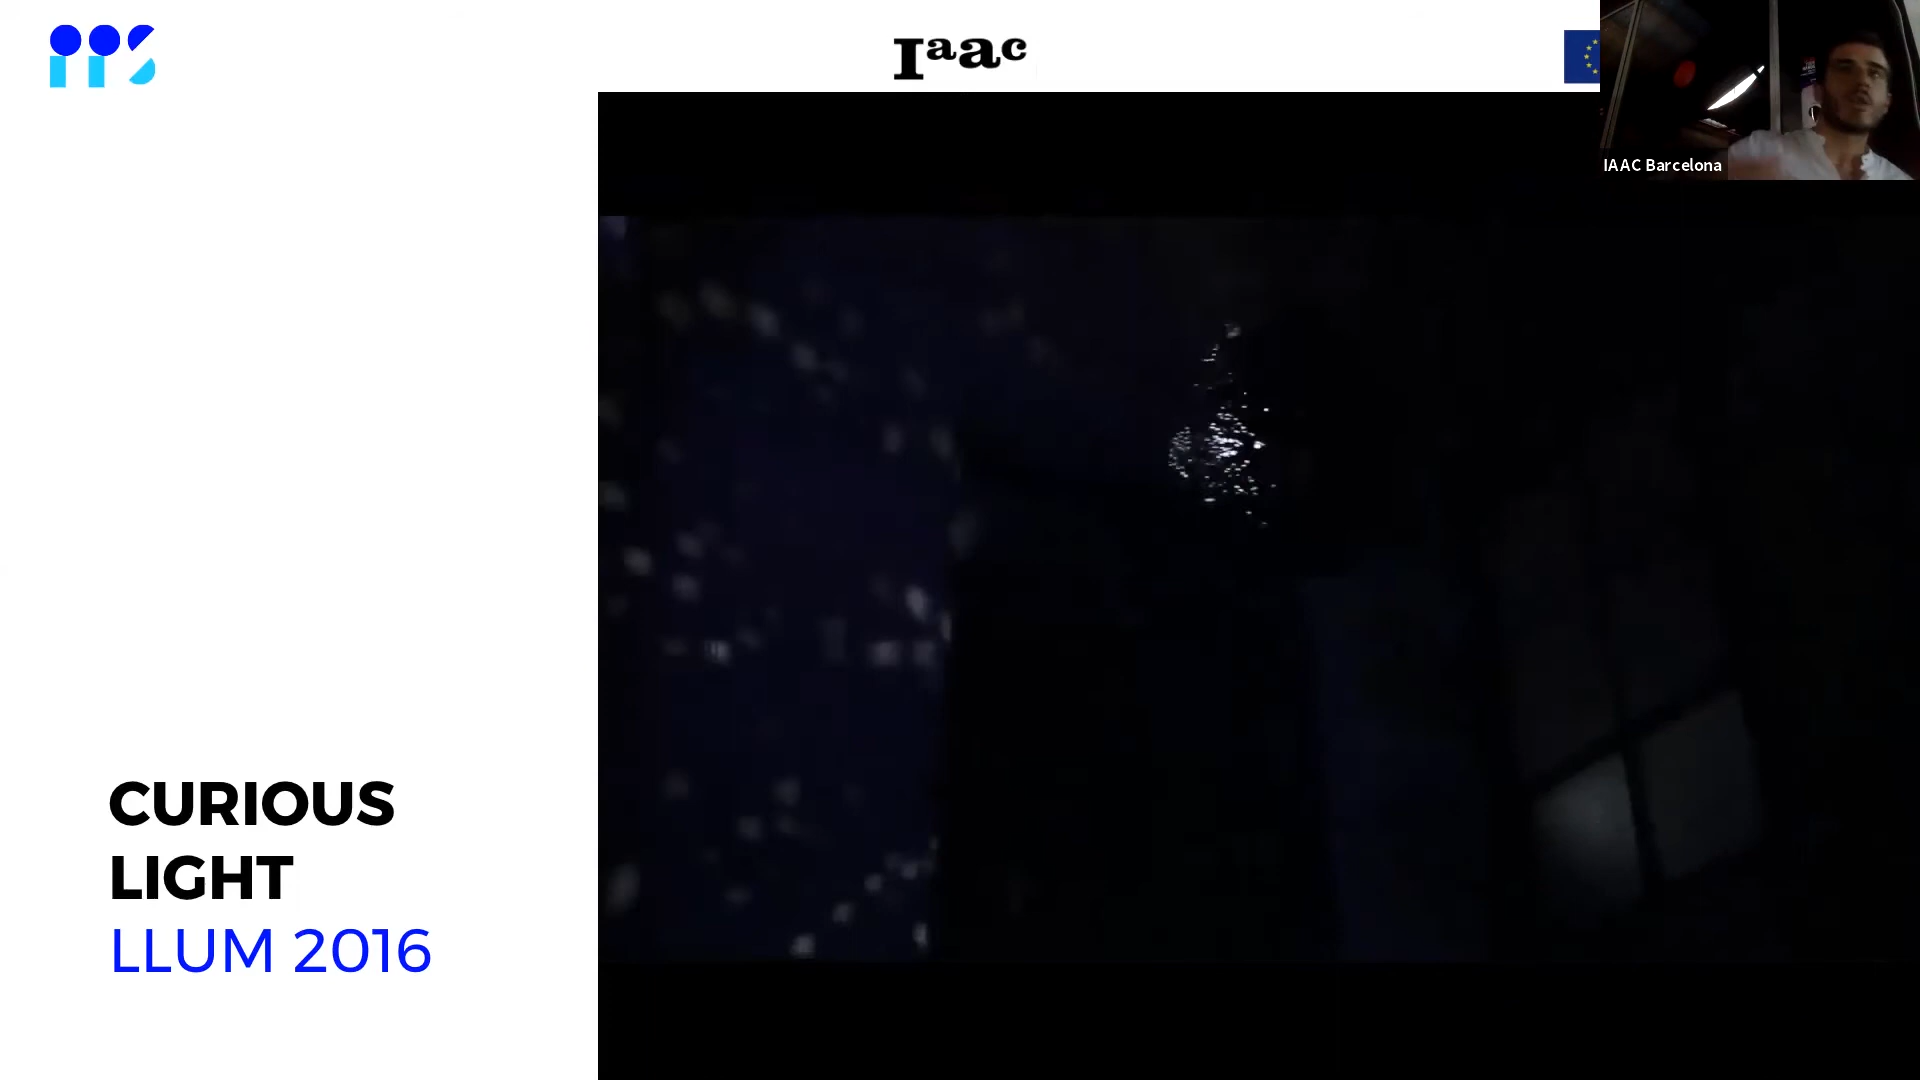 Iaac
IAAC Barcelona
CURIOUS
LIGHT
LLUM 2016